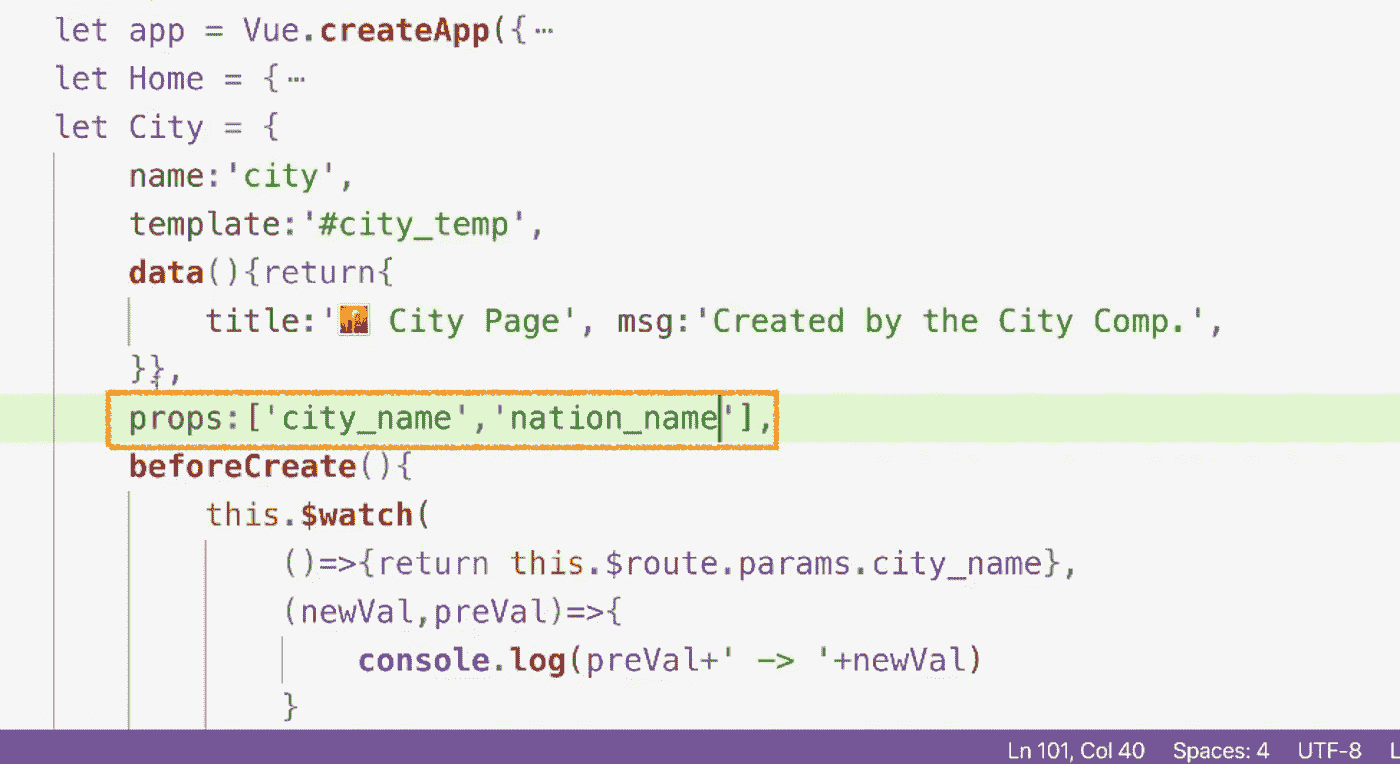 let app = Vue.createApp({⋯
let Home = {⋯
let City = {
name:'city',
template:'#city_temp',
data(){return{
title:'🌇 City Page', msg:'Created by the City Comp.',
}},
props:['city_name','nation_name'],
beforeCreate(){
this.$watch(
()=>{return this.$route.params.city_name},
(newVal,preVal)=>{
console.log(preVal+' -> '+newVal)
}
Ln 101, Col 40 Spaces: 4 UTF-8 L